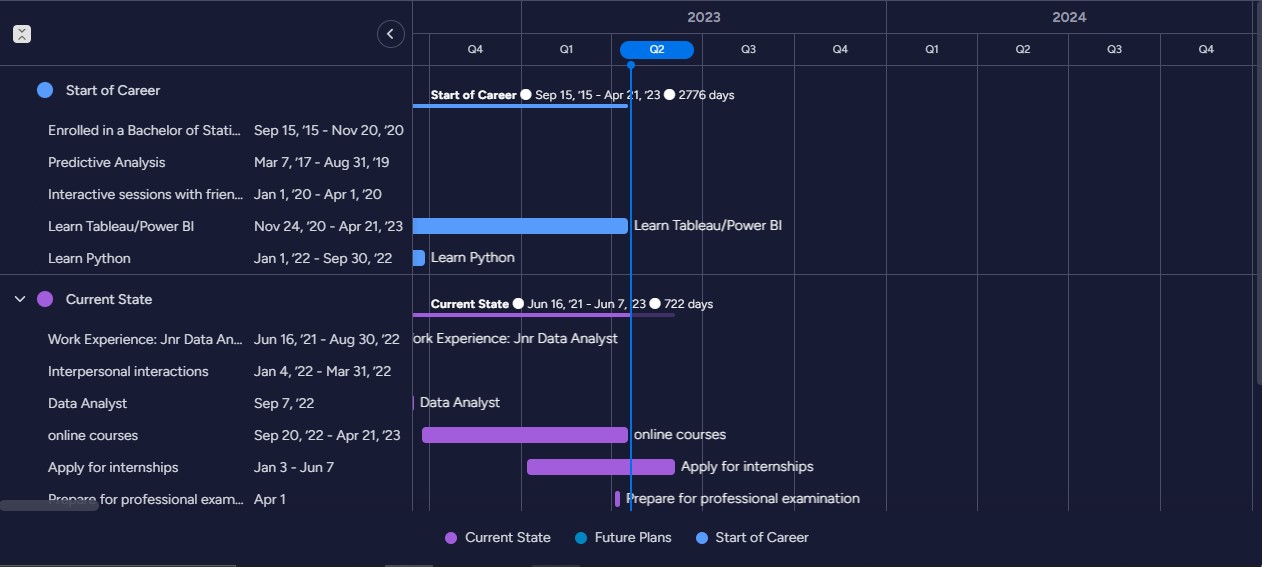 2023 2024
Q4 Q1 Q2 Q3 Q4 Q1 Q2 Q3 Q4
Start of Career
Start of Career Sep 15, '15 - Apr 21, '23 2776 days
Enrolled in a Bachelor of Stati... Sep 15, '15 - Nov 20, '20
Predictive Analysis Mar 7, '17 - Aug 31, '19
Interactive sessions with frien... Jan 1, '20 - Apr 1, '20
Learn Tableau/Power BI Nov 24, '20 - Apr 21, '23 Learn Tableau/Power BI
Learn Python Jan 1, '22 - Sep 30, '22 Learn Python
Current State
Current State Jun 16, '21 - Jun 7, '23 722 days
Work Experience: Jnr Data An... Jun 16, '21 - Aug 30, '22 ork Experience: Jnr Data Analyst
Interpersonal interactions Jan 4, '22 - Mar 31, '22
Data Analyst Sep 7, '22 Data Analyst
online courses Sep 20, '22 - Apr 21, '23 online courses
Apply for internships Jan 3 - Jun 7 Apply for internships
Prepare for professional exam... Apr 1 Prepare for professional examination
Current State Future Plans Start of Career